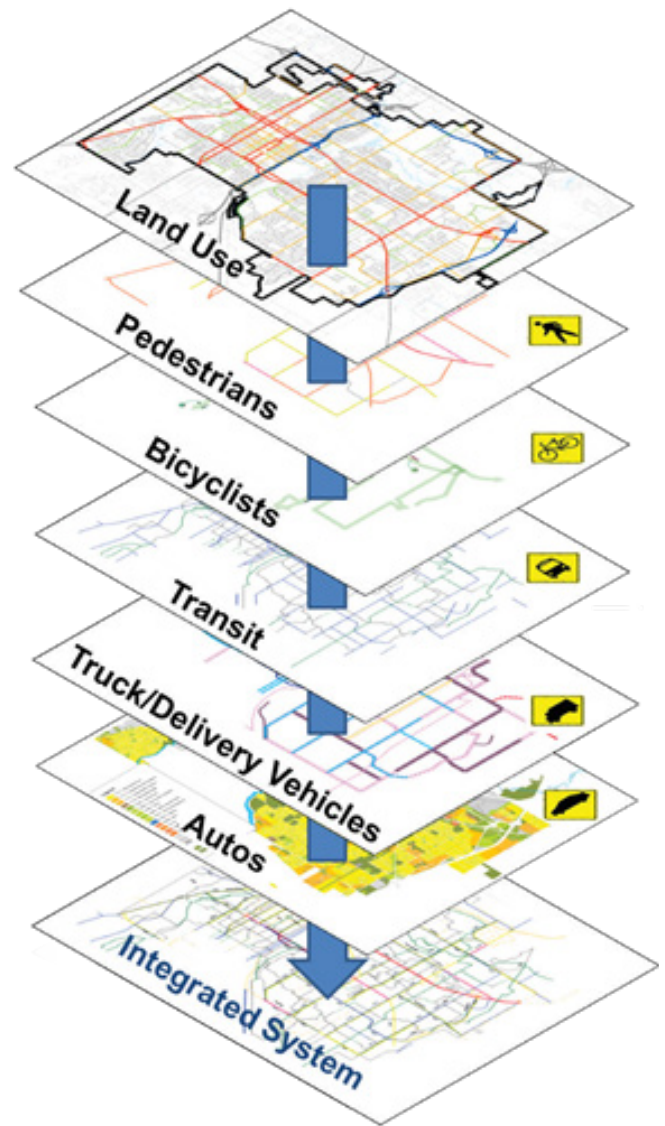 Land Use
Pedestrians
Bicyclists
Transit
Truck/Delivery Vehicles
Autos
Integrated System